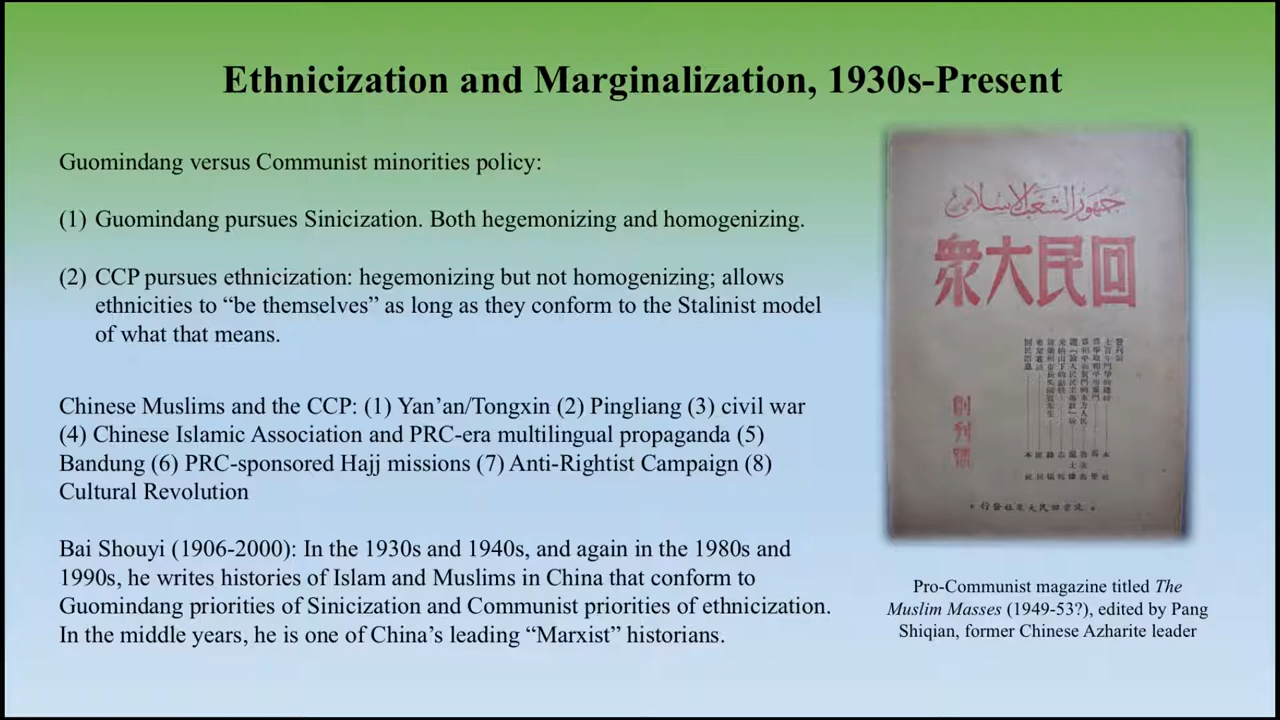 Ethnicization and Marginalization, 1930s-Present
Guomindang versus Communist minorities policy:
(1) Guomindang pursues Sinicization. Both hegemonizing and homogenizing.
(2) CCP pursues ethnicization: hegemonizing but not homogenizing; allows
ethnicities to “be themselves” as long as they conform to the Stalinist model
of what that means.
Chinese Muslims and the CCP: (1) Yan’an/Tongxin (2) Pingliang (3) civil war
(4) Chinese Islamic Association and PRC-era multilingual propaganda (5)
Bandung (6) PRC-sponsored Hajj missions (7) Anti-Rightist Campaign (8)
Cultural Revolution
Bai Shouyi (1906-2000): In the 1930s and 1940s, and again in the 1980s and
1990s, he writes histories of Islam and Muslims in China that conform to
Guomindang priorities of Sinicization and Communist priorities of ethnicization.
In the middle years, he is one of China’s leading “Marxist” historians.
جمهور الشعب الإسلامي
回民大衆
創刊號
Pro-Communist magazine titled The
Muslim Masses (1949-53?), edited by Pang
Shiqian, former Chinese Azharite leader